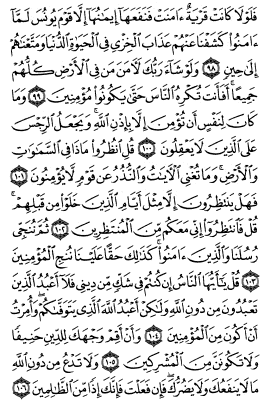 فَلَوْلَا كَانَتْ قَرْيَةٌ ءَامَنَتْ فَنَفَعَهَا إِيمَٰنُهَا إِلَّا قَوْمَ يُونُسَ لَمَّا
ءَامَنُوا۟ كَشَفْنَا عَنْهُمْ عَذَابَ ٱلْخِزْىِ فِى ٱلْحَيَوٰةِ ٱلدُّنْيَا وَمَتَّعْنَٰهُمْ
إِلَىٰ حِينٍ ٩٨ وَلَوْ شَآءَ رَبُّكَ لَءَامَنَ مَن فِى ٱلْأَرْضِ كُلُّهُمْ
جَمِيعًا أَفَأَنتَ تُكْرِهُ ٱلنَّاسَ حَتَّىٰ يَكُونُوا۟ مُؤْمِنِينَ ٩٩ وَمَا
كَانَ لِنَفْسٍ أَن تُؤْمِنَ إِلَّا بِإِذْنِ ٱللَّهِ وَيَجْعَلُ ٱلرِّجْسَ
عَلَى ٱلَّذِينَ لَا يَعْقِلُونَ ١٠٠ قُلِ ٱنظُرُوا۟ مَاذَا فِى ٱلسَّمَٰوَٰتِ
وَٱلْأَرْضِ وَمَا تُغْنِى ٱلْءَايَٰتُ وَٱلنُّذُرُ عَن قَوْمٍ لَّا يُؤْمِنُونَ ١٠١
فَهَلْ يَنتَظِرُونَ إِلَّا مِثْلَ أَيَّامِ ٱلَّذِينَ خَلَوْا۟ مِن قَبْلِهِمْ
قُلْ فَٱنتَظِرُوٓا۟ إِنِّى مَعَكُم مِّنَ ٱلْمُنتَظِرِينَ ١٠٢ ثُمَّ نُنَجِّى
رُسُلَنَا وَٱلَّذِينَ ءَامَنُوا۟ كَذَٰلِكَ حَقًّا عَلَيْنَا نُنجِ ٱلْمُؤْمِنِينَ
١٠٣ قُلْ يَٰٓأَيُّهَا ٱلنَّاسُ إِن كُنتُمْ فِى شَكٍّ مِّن دِينِى فَلَآ أَعْبُدُ ٱلَّذِينَ
تَعْبُدُونَ مِن دُونِ ٱللَّهِ وَلَٰكِنْ أَعْبُدُ ٱللَّهَ ٱلَّذِى يَتَوَفَّىٰكُمْ وَأُمِرْتُ
أَنْ أَكُونَ مِنَ ٱلْمُؤْمِنِينَ ١٠٤ وَأَنْ أَقِمْ وَجْهَكَ لِلدِّينِ حَنِيفًا
وَلَا تَكُونَنَّ مِنَ ٱلْمُشْرِكِينَ ١٠٥ وَلَا تَدْعُ مِن دُونِ ٱللَّهِ
مَا لَا يَنفَعُكَ وَلَا يَضُرُّكَ فَإِن فَعَلْتَ فَإِنَّكَ إِذًا مِّنَ ٱلظَّٰلِمِينَ ١٠٦